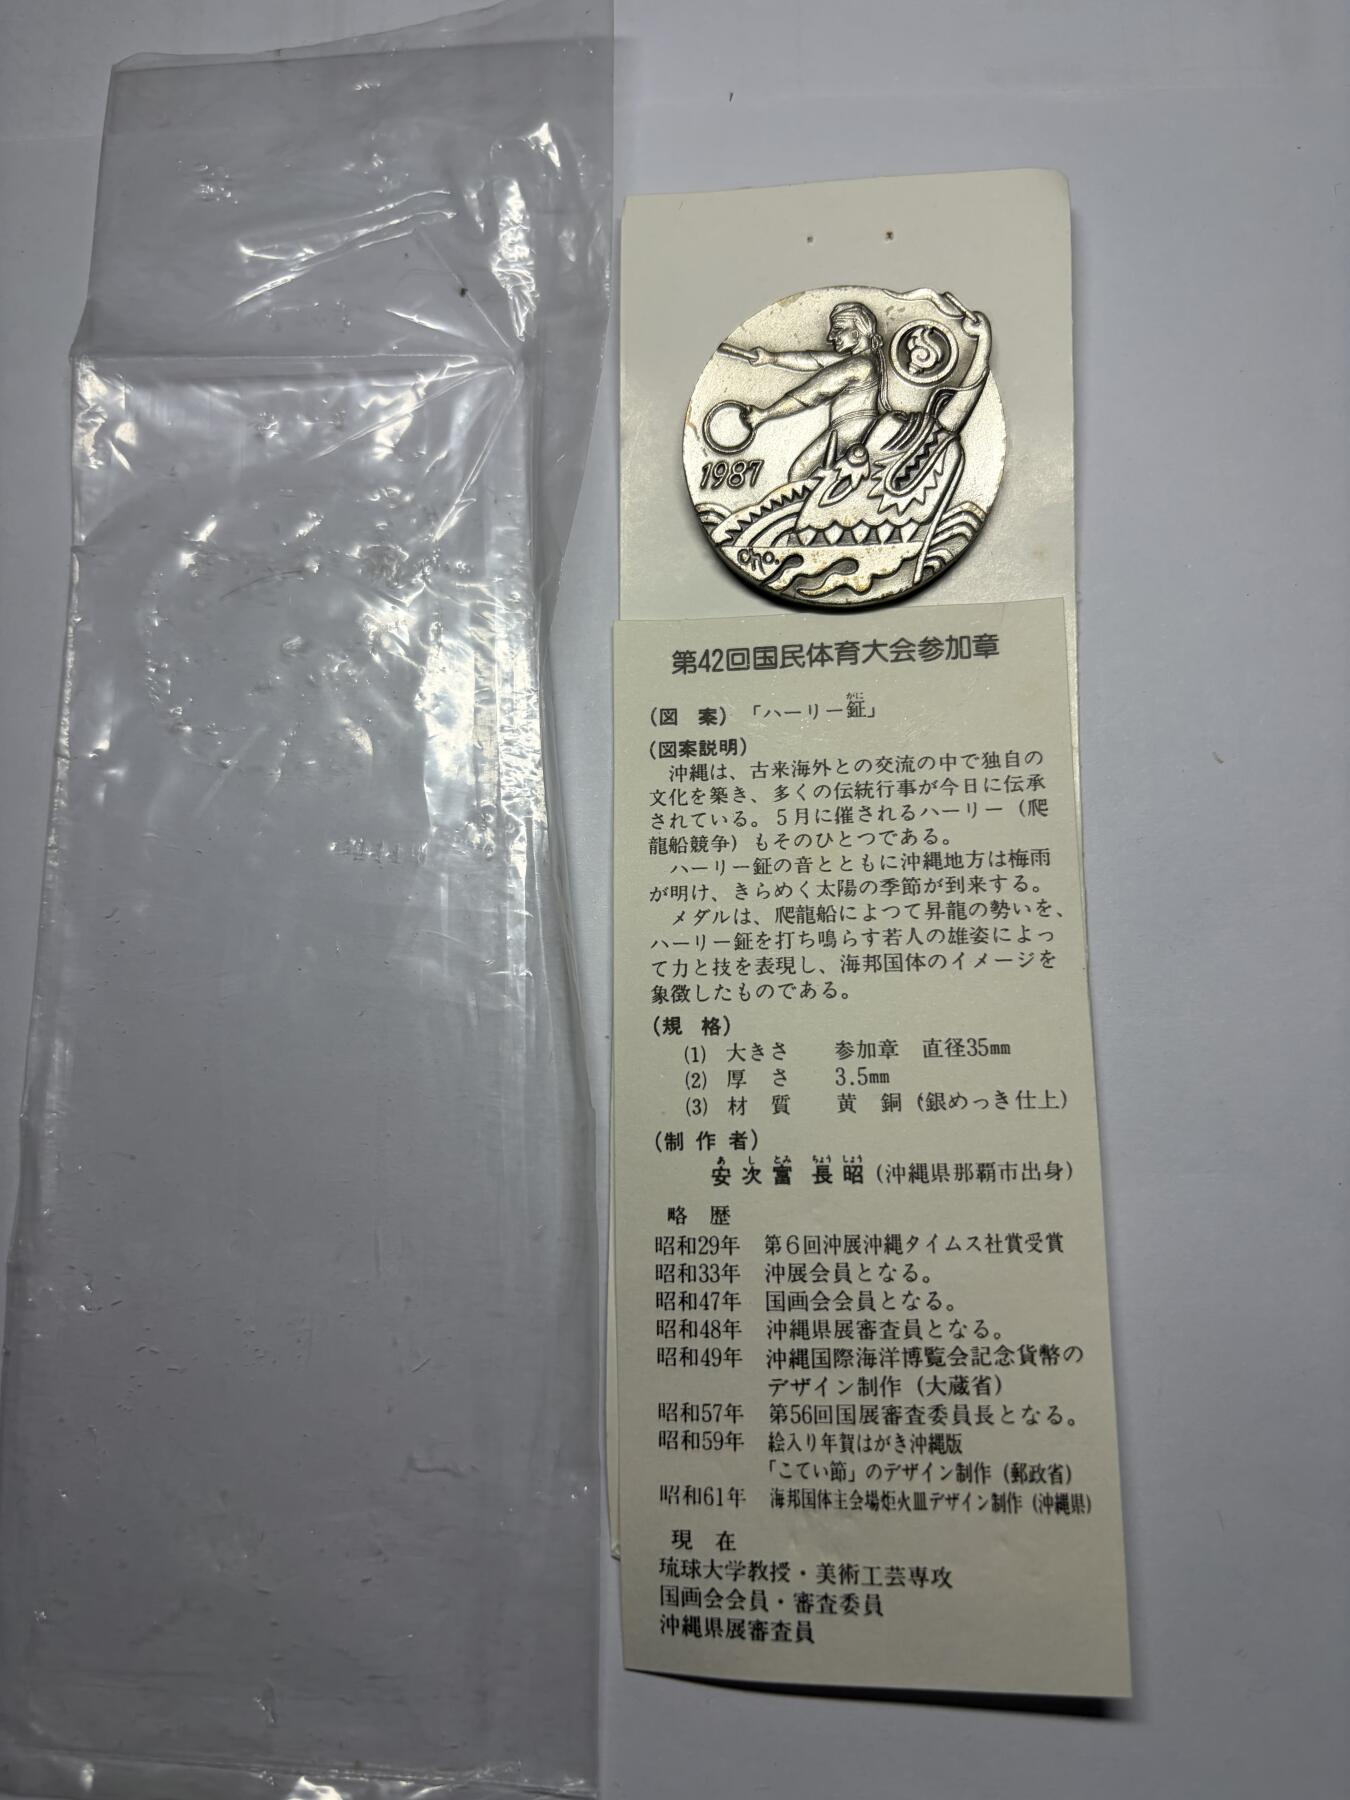 1987
cho.
第42回国民体育大会参加章
(図　案)　「ハーリー鉦」
がに
(図案説明)
沖縄は、古来海外との交流の中で独自の
文化を築き、多くの伝統行事が今日に伝承
されている。5月に催されるハーリー（爬
龍船競争）もそのひとつである。
ハーリー鉦の音とともに沖縄地方は梅雨
が明け、きらめく太陽の季節が到来する。
メダルは、爬龍船によつて昇龍の勢いを、
ハーリー鉦を打ち鳴らす若人の雄姿によっ
て力と技を表現し、海邦国体のイメージを
象徴したものである。
(規　格)
(1)　大きさ　　参加章　直径35mm
(2)　厚　さ　　3.5mm
(3)　材　質　　黄　銅（銀めっき仕上）
(制 作 者)
あ し とみ ちょう しょう
安 次 富 長 昭（沖縄県那覇市出身）
略　歴
昭和29年　第6回沖展沖縄タイムス社賞受賞
昭和33年　沖展会員となる。
昭和47年　国画会会員となる。
昭和48年　沖縄県展審査員となる。
昭和49年　沖縄国際海洋博覧会記念貨幣の
デザイン制作（大蔵省）
昭和57年　第56回国展審査委員長となる。
昭和59年　絵入り年賀はがき沖縄版
「こてい節」のデザイン制作（郵政省）
昭和61年　海邦国体主会場炬火皿デザイン制作（沖縄県）
現　在
琉球大学教授・美術工芸専攻
国画会会員・審査委員
沖縄県展審査員